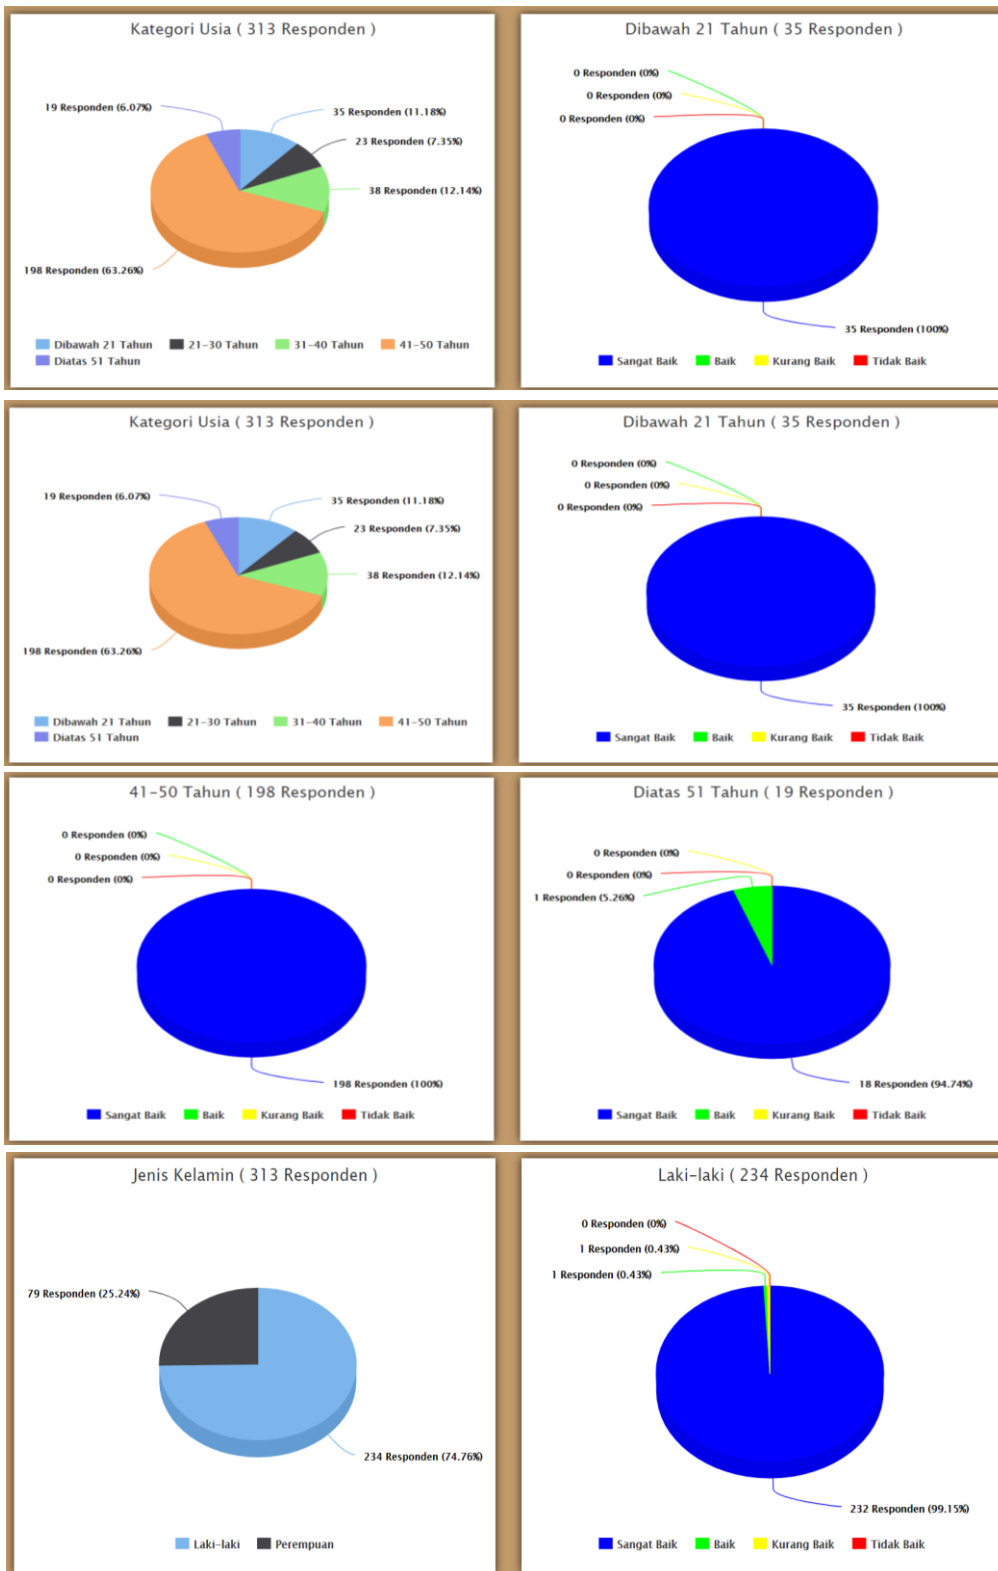 Kategori Usia ( 313 Responden )
19 Responden (6.07%)
35 Responden (11.18%)
23 Responden (7.35%)
38 Responden (12.14%)
198 Responden (63.26%)
Dibawah 21 Tahun 21-30 Tahun 31-40 Tahun 41-50 Tahun
Diatas 51 Tahun
Dibawah 21 Tahun ( 35 Responden )
0 Responden (0%)
0 Responden (0%)
0 Responden (0%)
35 Responden (100%)
Sangat Baik Baik Kurang Baik Tidak Baik
Kategori Usia ( 313 Responden )
19 Responden (6.07%)
35 Responden (11.18%)
23 Responden (7.35%)
38 Responden (12.14%)
198 Responden (63.26%)
Dibawah 21 Tahun 21-30 Tahun 31-40 Tahun 41-50 Tahun
Diatas 51 Tahun
Dibawah 21 Tahun ( 35 Responden )
0 Responden (0%)
0 Responden (0%)
0 Responden (0%)
35 Responden (100%)
Sangat Baik Baik Kurang Baik Tidak Baik
41-50 Tahun ( 198 Responden )
0 Responden (0%)
0 Responden (0%)
0 Responden (0%)
198 Responden (100%)
Sangat Baik Baik Kurang Baik Tidak Baik
Diatas 51 Tahun ( 19 Responden )
0 Responden (0%)
0 Responden (0%)
1 Responden (5.26%)
18 Responden (94.74%)
Sangat Baik Baik Kurang Baik Tidak Baik
Jenis Kelamin ( 313 Responden )
79 Responden (25.24%)
234 Responden (74.76%)
Laki-laki Perempuan
Laki-laki ( 234 Responden )
0 Responden (0%)
1 Responden (0.43%)
1 Responden (0.43%)
232 Responden (99.15%)
Sangat Baik Baik Kurang Baik Tidak Baik